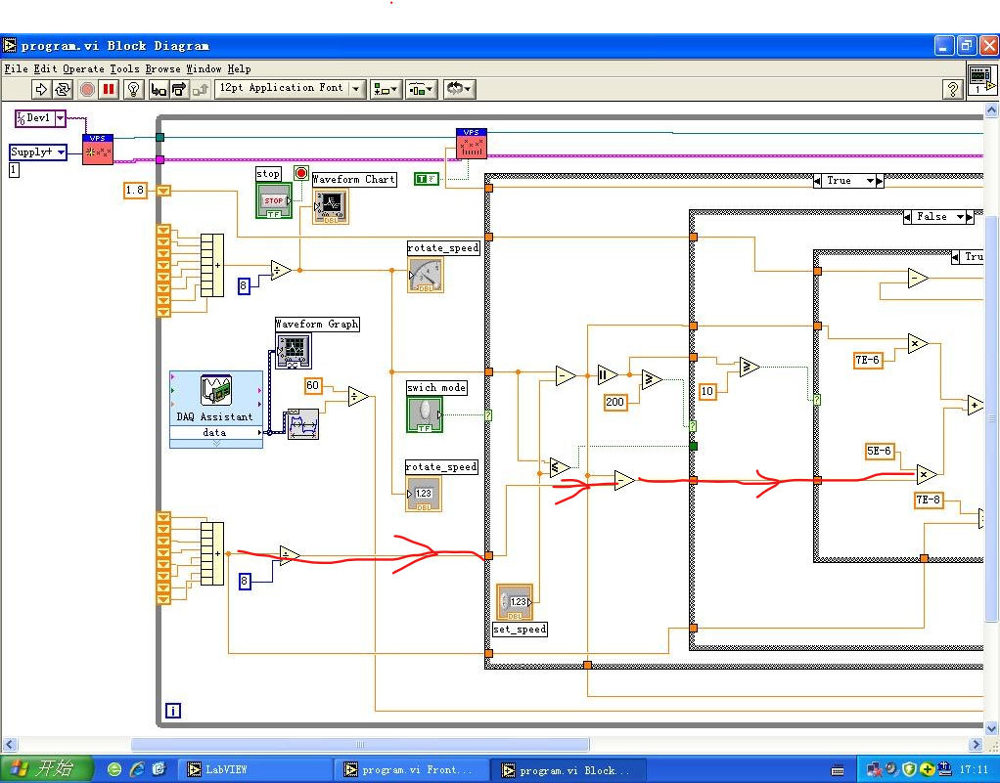 program.vi Block Diagram
File Edit Operate Tools Browse Window Help
12pt Application Font
?
1
Dev1
VPS
VPS
Supply+
1
T
True
stop
Waveform Chart
1.8
STOP
TF
DBL
False
rotate_speed
Tru
8
DBL
Waveform Graph
7E-6
60
swich mode
10
200
DAQ Assistant
data
TF
rotate_speed
5E-6
1.23
DBL
7E-8
8
1.23
DBL
set_speed
i
开始
LabVIEW
program.vi Front...
program.vi Block...
17:11